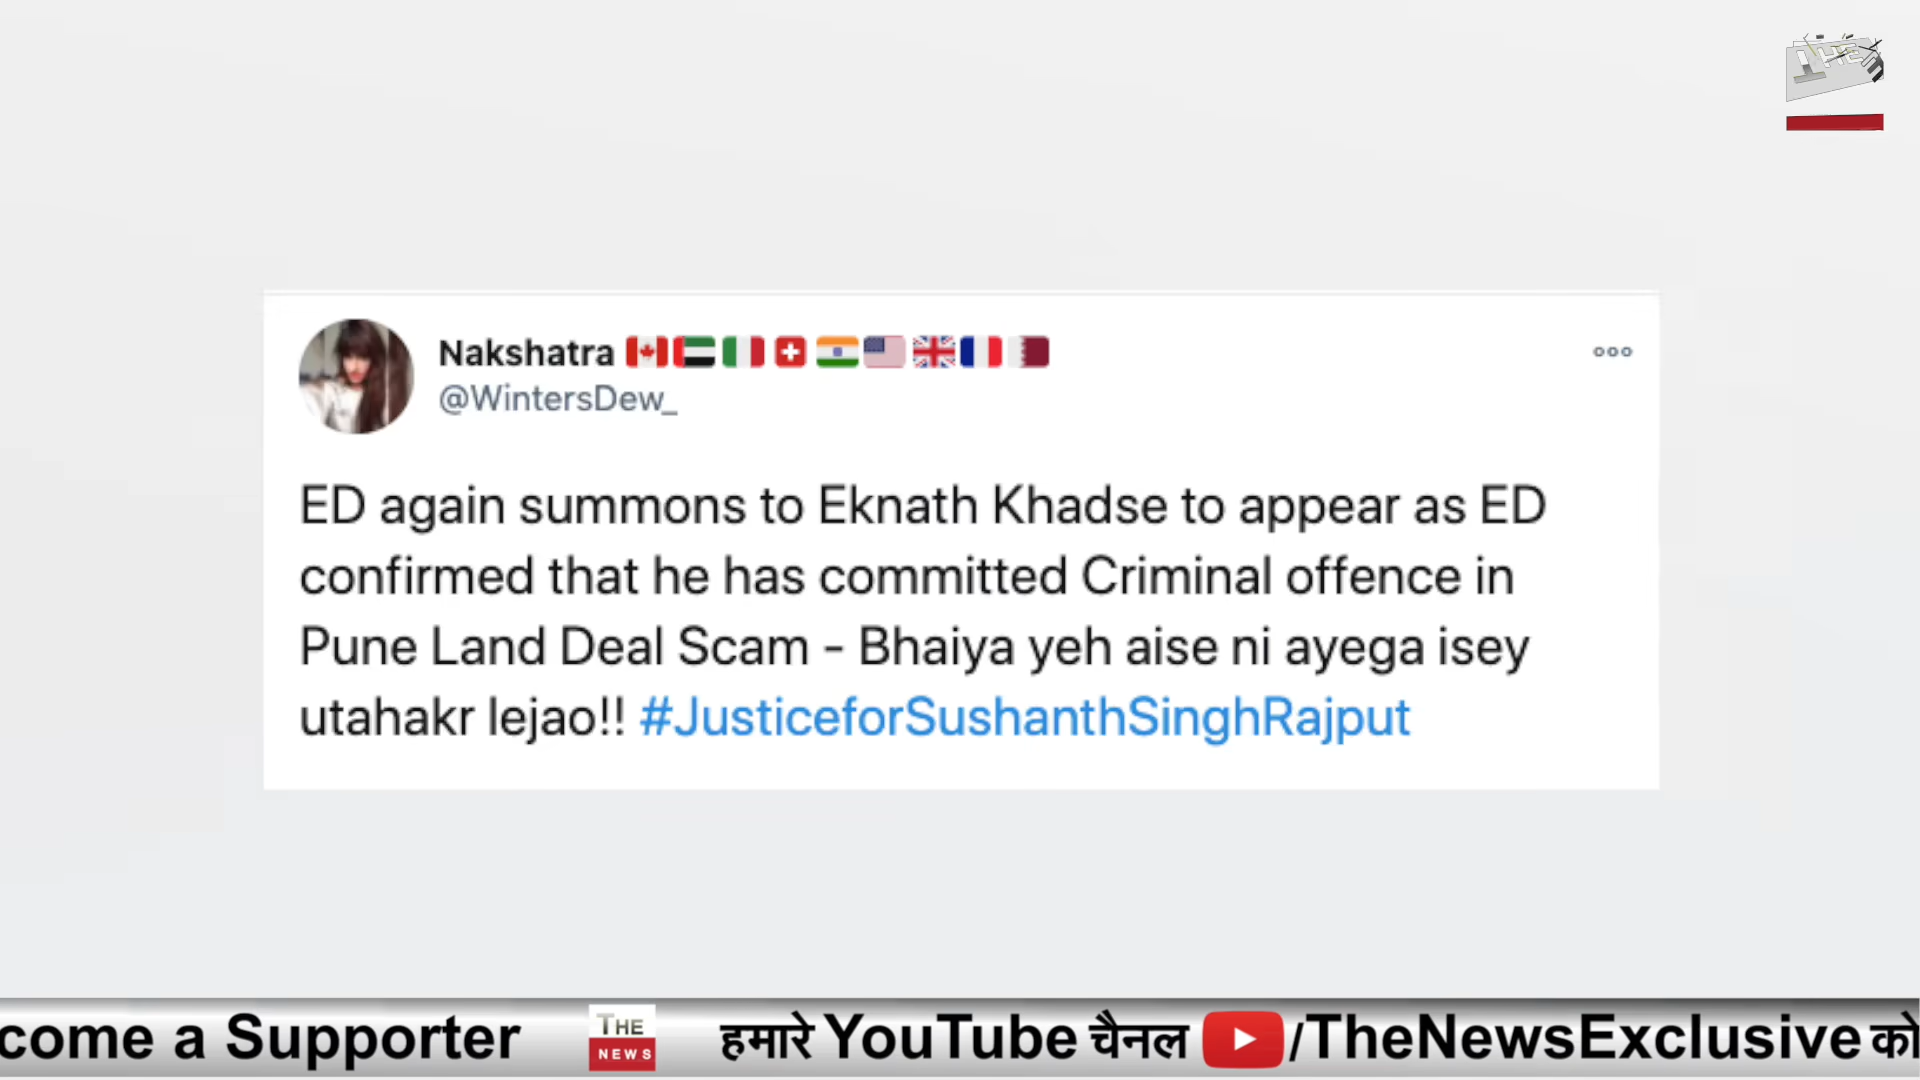 THE
Nakshatra 🇨🇦🇦🇪🇮🇹🇨🇭🇮🇳🇺🇸🇬🇧🇫🇷🇶🇦
@WintersDew_
ED again summons to Eknath Khadse to appear as ED
confirmed that he has committed Criminal offence in
Pune Land Deal Scam - Bhaiya yeh aise ni ayega isey
utahakr lejao!! #JusticeforSushanthSinghRajput
come a Supporter THE NEWS हमारे YouTube चैनल /TheNewsExclusive को